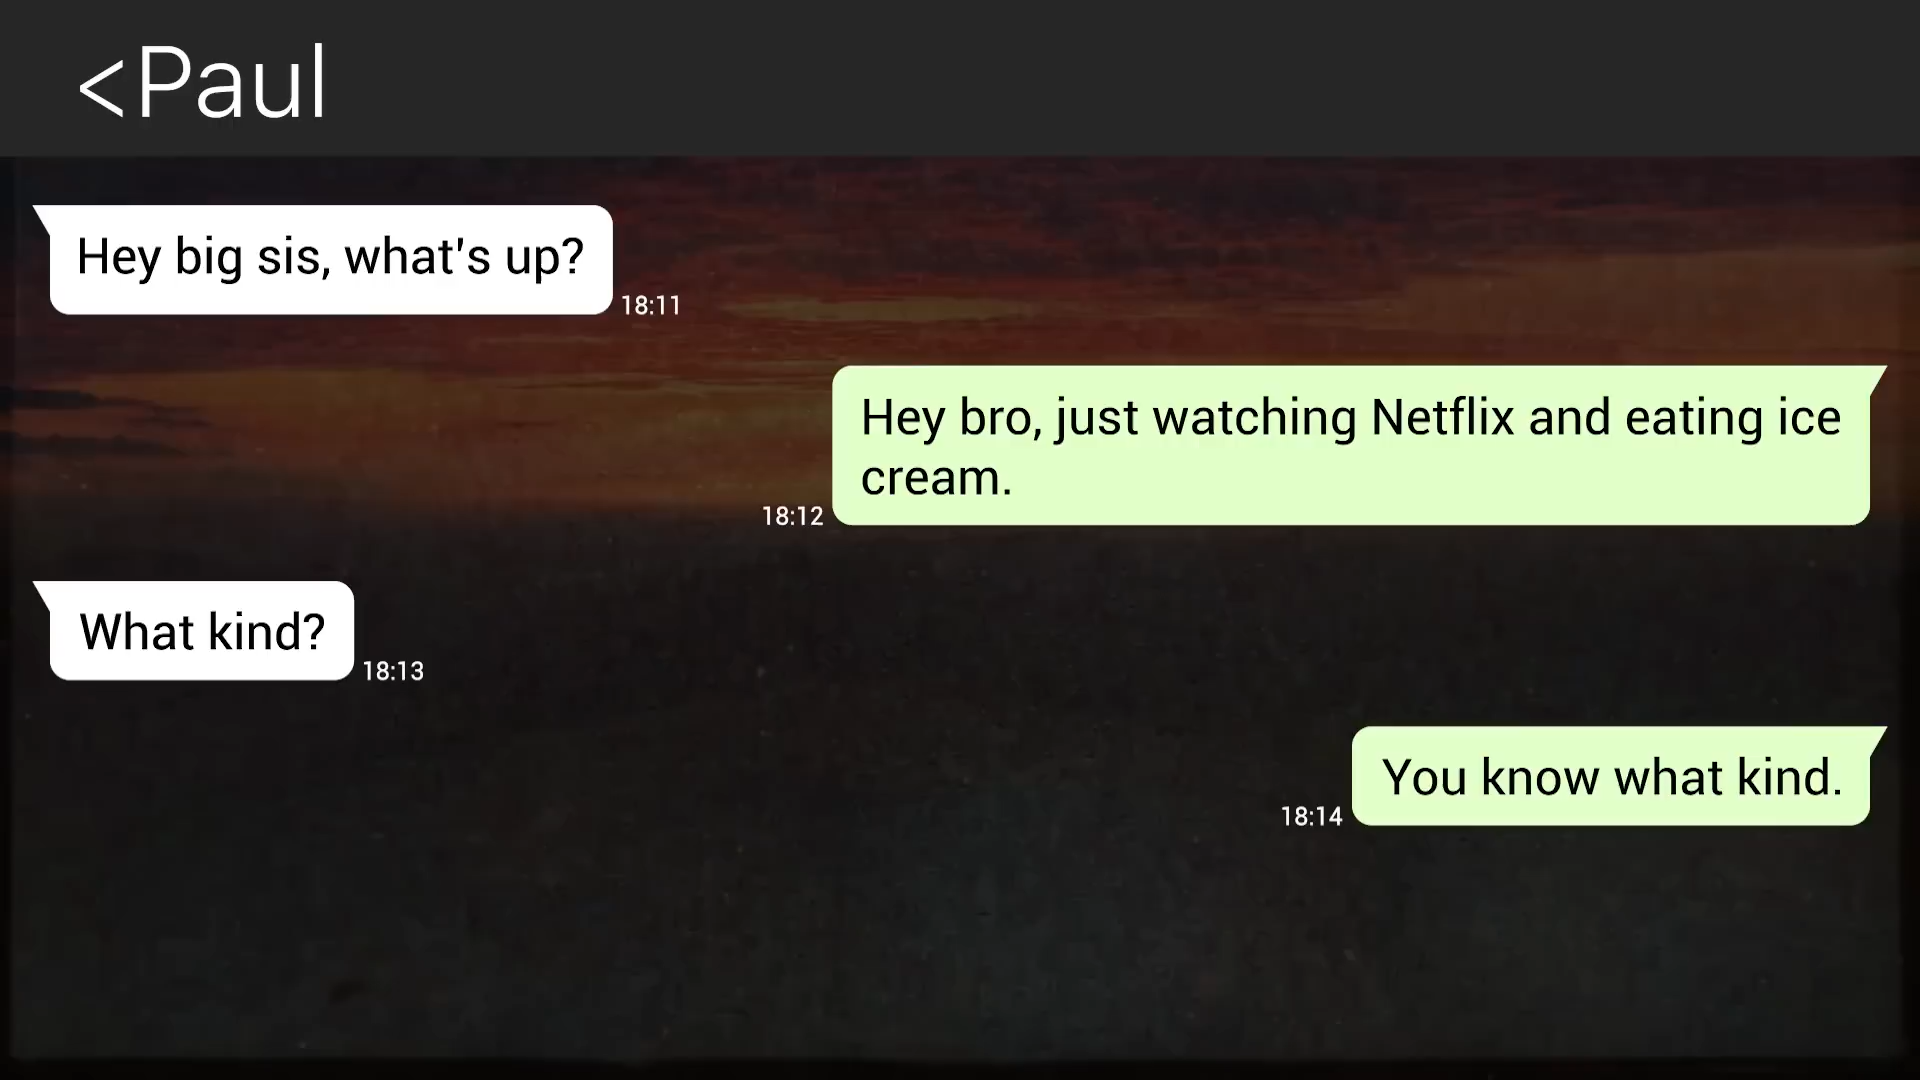 <Paul
Hey big sis, what's up?
18:11
Hey bro, just watching Netflix and eating ice
cream.
18:12
What kind?
18:13
You know what kind.
18:14